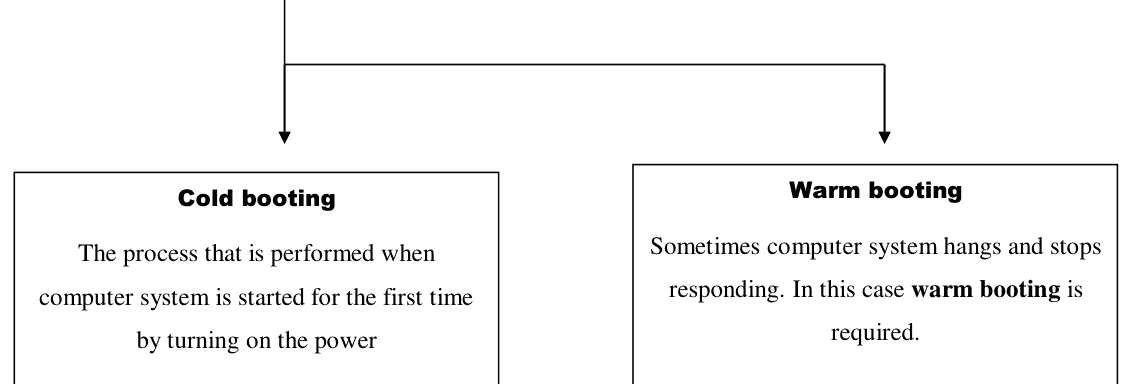 Cold booting
The process that is performed when
computer system is started for the first time
by turning on the power
Warm booting
Sometimes computer system hangs and stops
responding. In this case warm booting is
required.